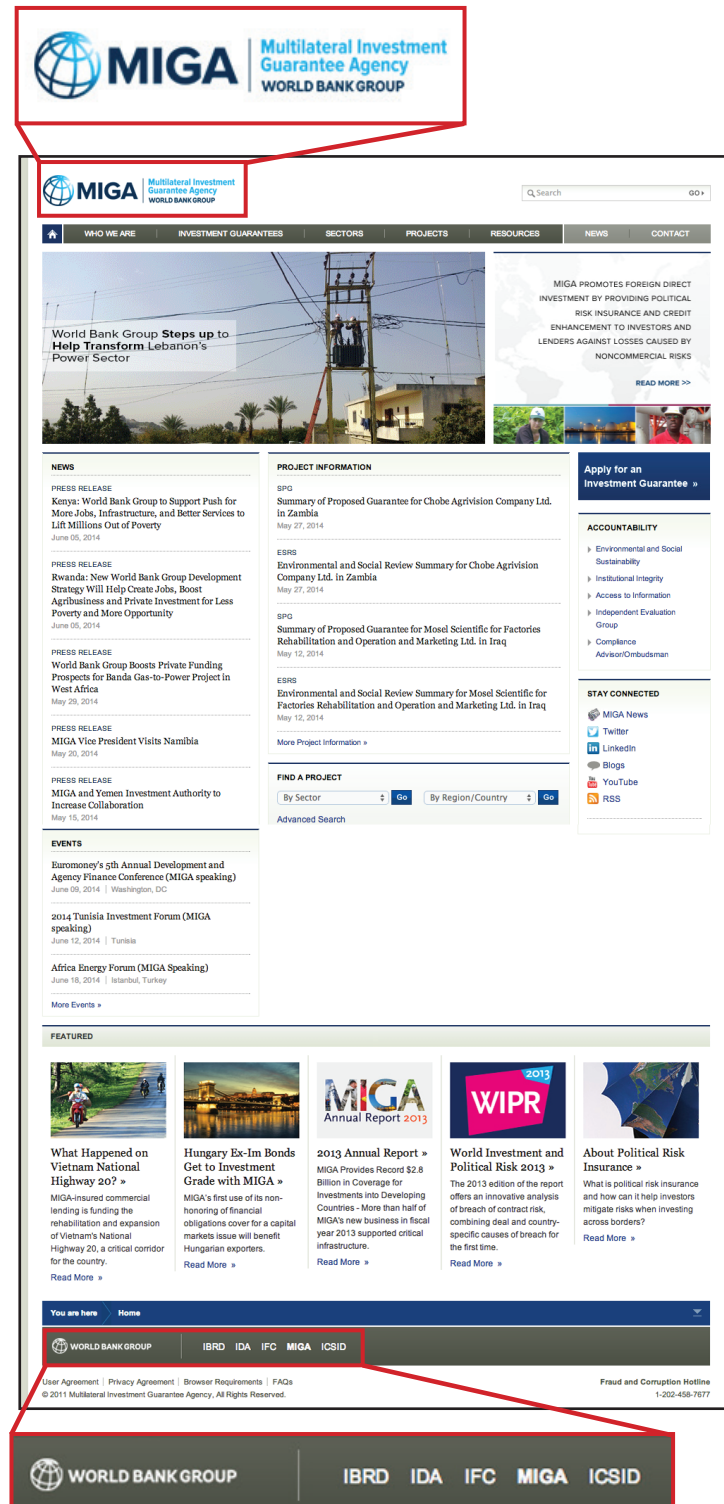 MIGA
Multilateral Investment
Guarantee Agency
WORLD BANK GROUP
MIGA
Multilateral Investment
Guarantee Agency
WORLD BANK GROUP
Search
GO
WHO WE ARE
INVESTMENT GUARANTEES
SECTORS
PROJECTS
RESOURCES
NEWS
CONTACT
World Bank Group Steps up to
Help Transform Lebanon's
Power Sector
MIGA PROMOTES FOREIGN DIRECT
INVESTMENT BY PROVIDING POLITICAL
RISK INSURANCE AND CREDIT
ENHANCEMENT TO INVESTORS AND
LENDERS AGAINST LOSSES CAUSED BY
NONCOMMERCIAL RISKS
READ MORE >>
NEWS
PRESS RELEASE
Kenya: World Bank Group to Support Push for
More Jobs, Infrastructure, and Better Services to
Lift Millions Out of Poverty
June 05, 2014
PRESS RELEASE
Rwanda: New World Bank Group Development
Strategy Will Help Create Jobs, Boost
Agribusiness and Private Investment for Less
Poverty and More Opportunity
June 05, 2014
PRESS RELEASE
World Bank Group Boosts Private Funding
Prospects for Banda Gas-to-Power Project in
West Africa
May 29, 2014
PRESS RELEASE
MIGA Vice President Visits Namibia
May 20, 2014
PRESS RELEASE
MIGA and Yemen Investment Authority to
Increase Collaboration
May 15, 2014
EVENTS
Euromoney's 5th Annual Development and
Agency Finance Conference (MIGA speaking)
June 09, 2014 | Washington, DC
2014 Tunisia Investment Forum (MIGA
speaking)
June 12, 2014 | Tunisia
Africa Energy Forum (MIGA Speaking)
June 18, 2014 | Istanbul, Turkey
More Events »
PROJECT INFORMATION
SPG
Summary of Proposed Guarantee for Chobe Agrivision Company Ltd.
in Zambia
May 27, 2014
ESRS
Environmental and Social Review Summary for Chobe Agrivision
Company Ltd. in Zambia
May 27, 2014
SPG
Summary of Proposed Guarantee for Mosel Scientific for Factories
Rehabilitation and Operation and Marketing Ltd. in Iraq
May 12, 2014
ESRS
Environmental and Social Review Summary for Mosel Scientific for
Factories Rehabilitation and Operation and Marketing Ltd. in Iraq
May 12, 2014
More Project Information »
FIND A PROJECT
By Sector
Go
By Region/Country
Go
Advanced Search
Apply for an
Investment Guarantee »
ACCOUNTABILITY
Environmental and Social
Sustainability
Institutional Integrity
Access to Information
Independent Evaluation
Group
Compliance
Advisor/Ombudsman
STAY CONNECTED
MIGA News
Twitter
LinkedIn
Blogs
YouTube
RSS
FEATURED
What Happened on
Vietnam National
Highway 20? »
MIGA-insured commercial
lending is funding the
rehabilitation and expansion
of Vietnam's National
Highway 20, a critical corridor
for the country.
Read More »
Hungary Ex-Im Bonds
Get to Investment
Grade with MIGA »
MIGA's first use of its non-
honoring of financial
obligations cover for a capital
markets issue will benefit
Hungarian exporters.
Read More »
MIGA
Annual Report 2013
2013 Annual Report »
MIGA Provides Record $2.8
Billion in Coverage for
Investments into Developing
Countries - More than half of
MIGA's new business in fiscal
year 2013 supported critical
infrastructure.
Read More »
2013
WIPR
World Investment and
Political Risk 2013 »
The 2013 edition of the report
offers an innovative analysis
of breach of contract risk,
combining deal and country-
specific causes of breach for
the first time.
Read More »
About Political Risk
Insurance »
What is political risk insurance
and how can it help investors
mitigate risks when investing
across borders?
Read More »
You are here
Home
WORLD BANK GROUP
IBRD IDA IFC MIGA ICSID
User Agreement | Privacy Agreement | Browser Requirements | FAQs
© 2011 Multilateral Investment Guarantee Agency, All Rights Reserved.
Fraud and Corruption Hotline
1-202-458-7677
WORLD BANK GROUP
IBRD IDA IFC MIGA ICSID